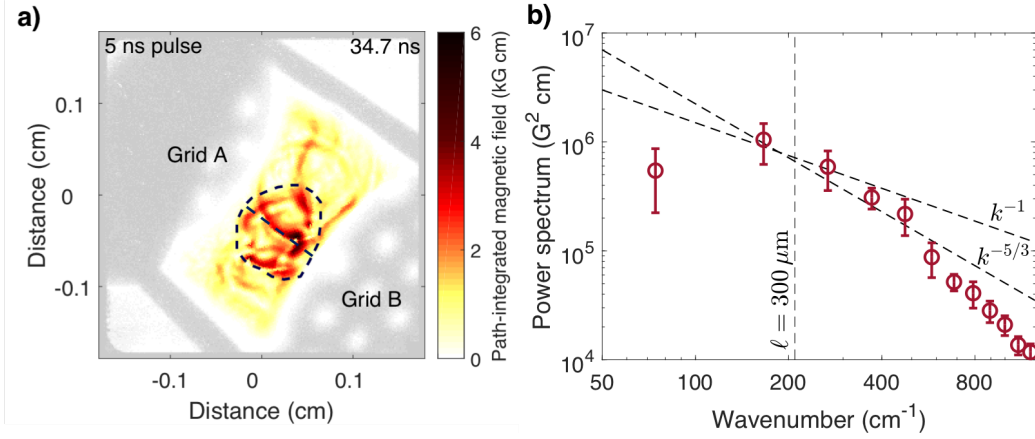 a)
5 ns pulse
34.7 ns
Grid A
Grid B
0.1
0
-0.1
Distance (cm)
-0.1
0
0.1
Distance (cm)
6
4
2
0
Path-integrated magnetic field (kG cm)
b)
10^7
10^6
10^5
10^4
Power spectrum (G^2 cm)
k^{-1}
k^{-5/3}
ℓ = 300 μm
50
100
200
400
800
Wavenumber (cm^{-1})